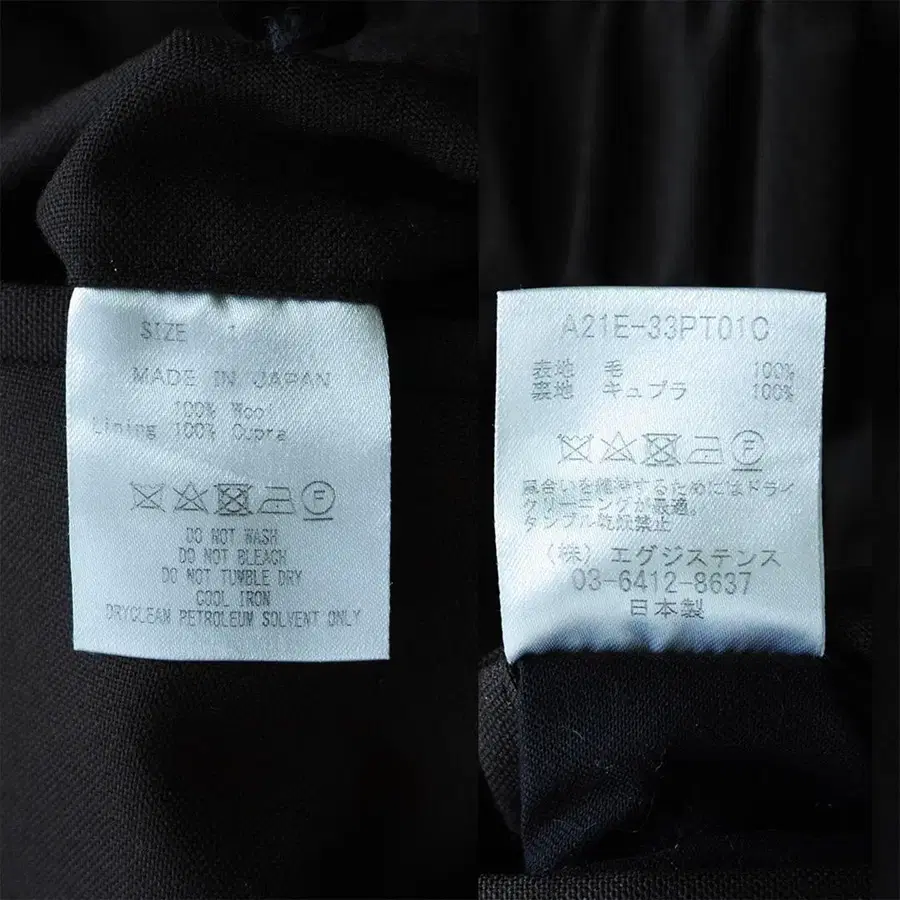 SIZE 1
MADE IN JAPAN
100% Wool
Lining 100% Cupra
F
DO NOT WASH
DO NOT BLEACH
DO NOT TUMBLE DRY
COOL IRON
DRYCLEAN PETROLEUM SOLVENT ONLY
A21E-33PT01C
表地 毛 100%
裏地 キュプラ 100%
F
風合いを維持するためにはドライ
クリーニングが最適。
タンブル乾燥禁止
(株) エグジステンス
03-6412-8637
日本製